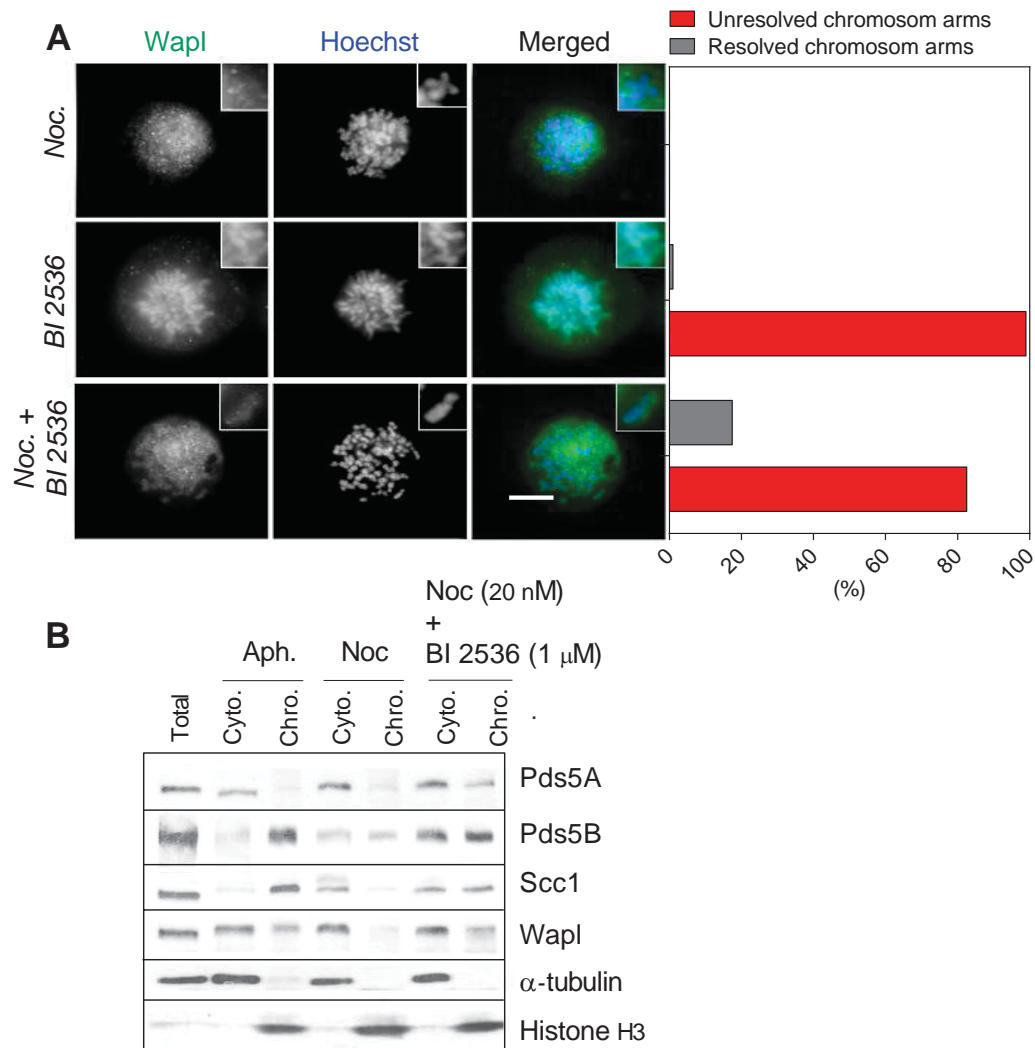 A
Wapl
Hoechst
Merged
Unresolved chromosom arms
Resolved chromosom arms
Noc.
BI 2536
Noc. +
BI 2536
0
20
40
60
80
100
(%)
B
Aph.
Noc
Noc (20 nM)
+
BI 2536 (1 μM)
Total
Cyto.
Chro.
Cyto.
Chro.
Cyto.
Chro.
.
Pds5A
Pds5B
Scc1
Wapl
α-tubulin
Histone H3